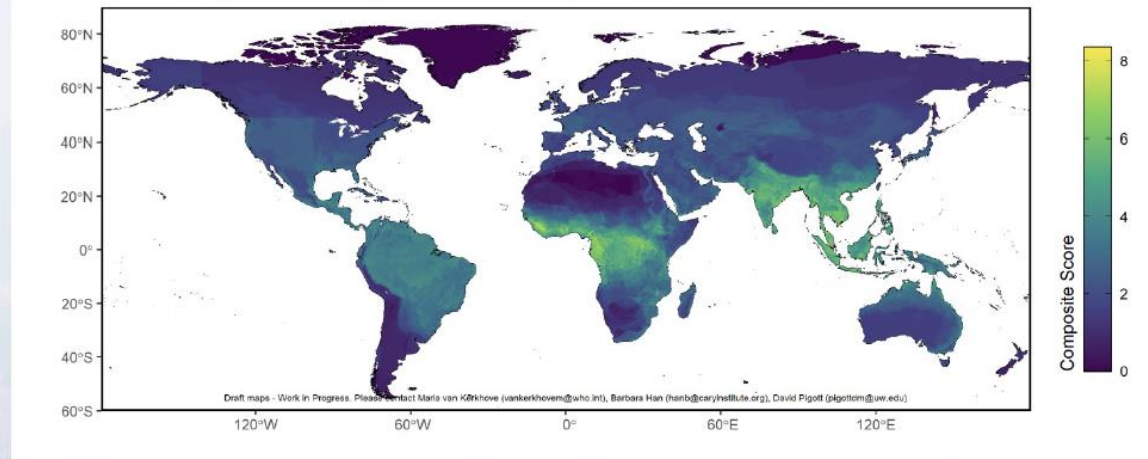 80°N
60°N
40°N
20°N
0°
20°S
40°S
60°S
120°W
60°W
0°
60°E
120°E
Draft maps - Work in Progress. Please contact Maria van Kerkhove (vankerkhovem@who.int), Barbara Han (hanb@caryinstitute.org), David Pigott (pigottdm@uw.edu)
Composite Score
8
6
4
2
0